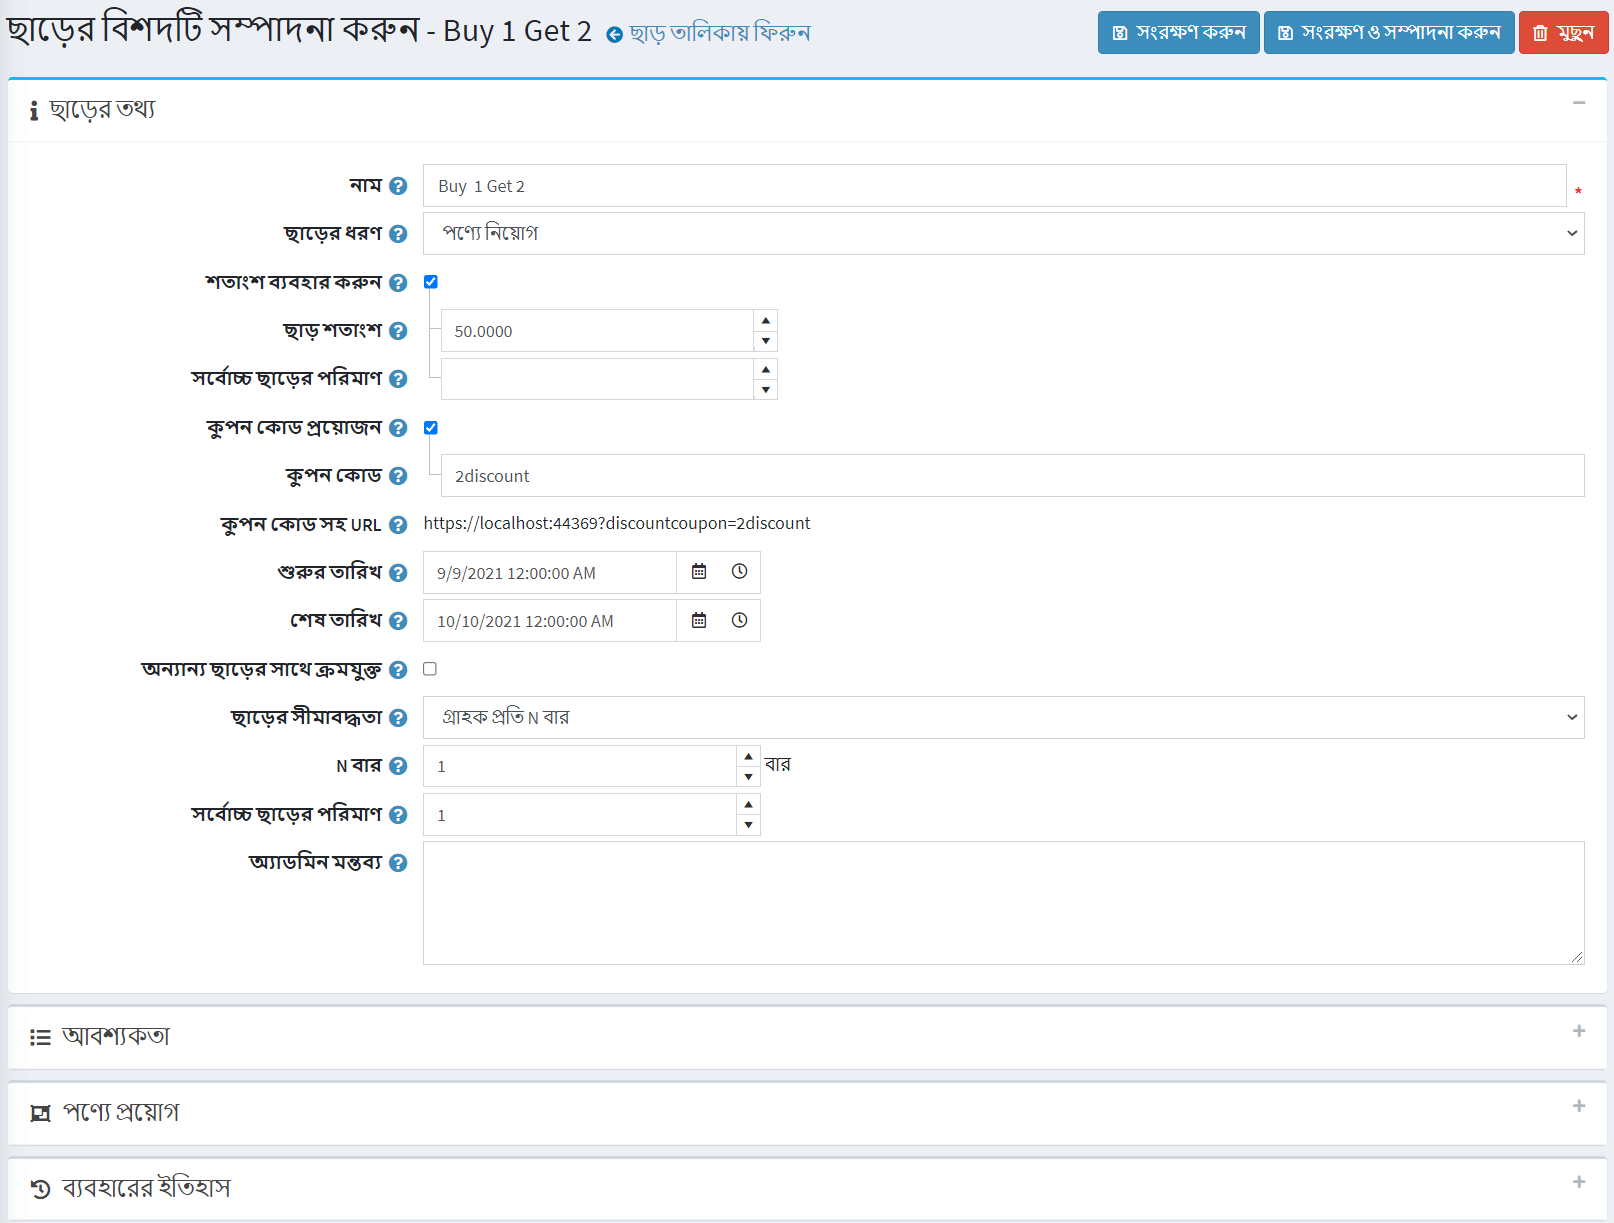 ছাড়ের বিশদটি সম্পাদনা করুন - Buy 1 Get 2 ছাড় তালিকায় ফিরুন
সংরক্ষণ করুন
সংরক্ষণ ও সম্পাদনা করুন
মুছুন
ছাড়ের তথ্য
নাম
Buy 1 Get 2
*
ছাড়ের ধরণ
পণ্যে নিয়োগ
শতাংশ ব্যবহার করুন
ছাড় শতাংশ
50.0000
সর্বোচ্চ ছাড়ের পরিমাণ
কুপন কোড প্রয়োজন
কুপন কোড
2discount
কুপন কোড সহ URL
https://localhost:44369?discountcoupon=2discount
শুরুর তারিখ
9/9/2021 12:00:00 AM
শেষ তারিখ
10/10/2021 12:00:00 AM
অন্যান্য ছাড়ের সাথে ক্রমযুক্ত
ছাড়ের সীমাবদ্ধতা
গ্রাহক প্রতি N বার
N বার
1
বার
সর্বোচ্চ ছাড়ের পরিমাণ
1
অ্যাডমিন মন্তব্য
আবশ্যকতা
পণ্যে প্রয়োগ
ব্যবহারের ইতিহাস